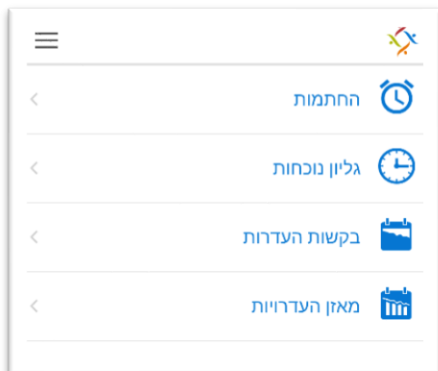 החתמות
גליון נוכחות
בקשות העדרות
מאזן העדרויות